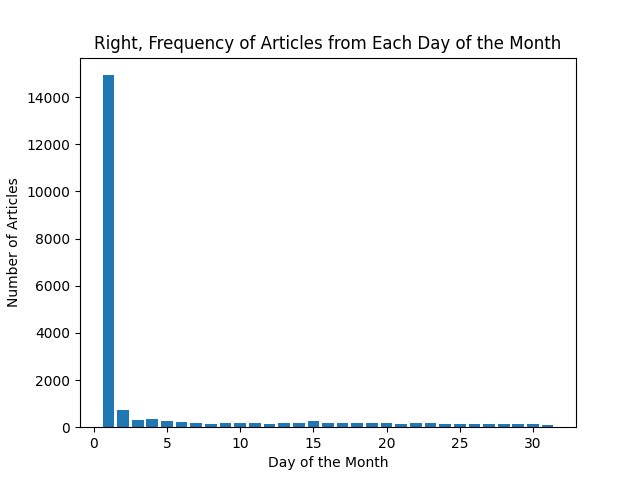 Right, Frequency of Articles from Each Day of the Month
Number of Articles
14000
12000
10000
8000
6000
4000
2000
0
0 5 10 15 20 25 30
Day of the Month